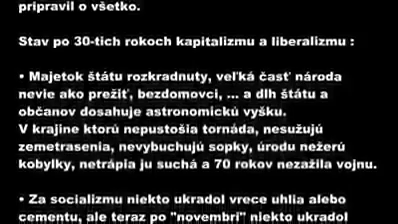 pripravil o všetko.
Stav po 30-tich rokoch kapitalizmu a liberalizmu :
• Majetok štátu rozkradnuty, veľká časť národa
nevie ako prežiť, bezdomovci, ... a dlh štátu a
občanov dosahuje astronomickú vyšku.
V krajine ktorú nepustošia tornáda, nesužujú
zemetrasenia, nevybuchujú sopky, úrodu nežerú
kobylky, netrápia ju suchá a 70 rokov nezažila vojnu.
• Za socializmu niekto ukradol vrece uhlia alebo
cementu, ale teraz po "novembri" niekto ukradol